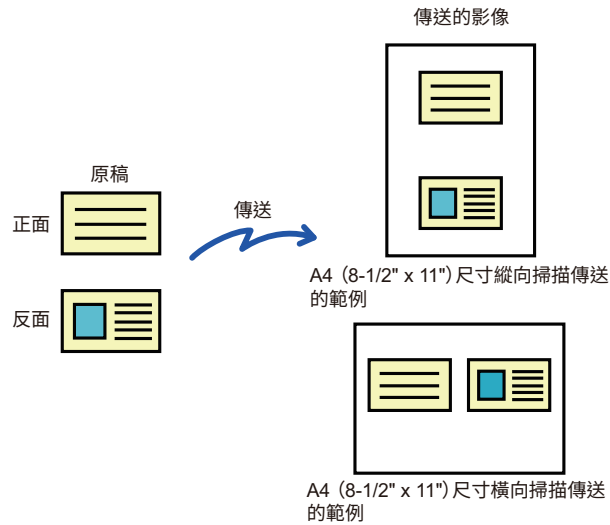 傳送的影像
原稿
正面
傳送
反面
A4 (8-1/2" x 11") 尺寸縱向掃描傳送
的範例
A4 (8-1/2" x 11") 尺寸橫向掃描傳送
的範例